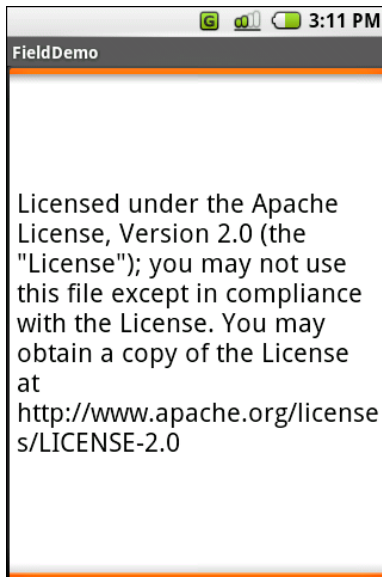 G 3:11 PM
FieldDemo
Licensed under the Apache
License, Version 2.0 (the
"License"); you may not use
this file except in compliance
with the License. You may
obtain a copy of the License
at
http://www.apache.org/license
s/LICENSE-2.0